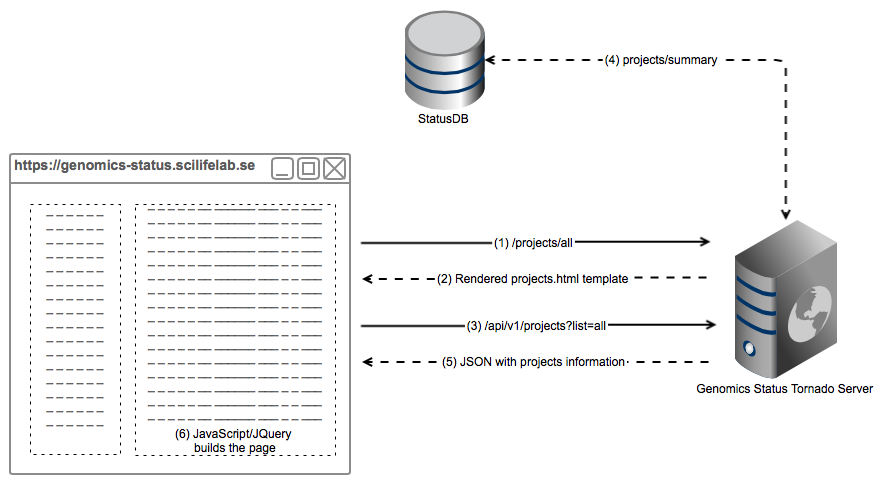 (4) projects/summary
StatusDB
https://genomics-status.scilifelab.se
(1) /projects/all
(2) Rendered projects.html template
(3) /api/v1/projects?list=all
(5) JSON with projects information
Genomics Status Tornado Server
(6) JavaScript/JQuery
builds the page